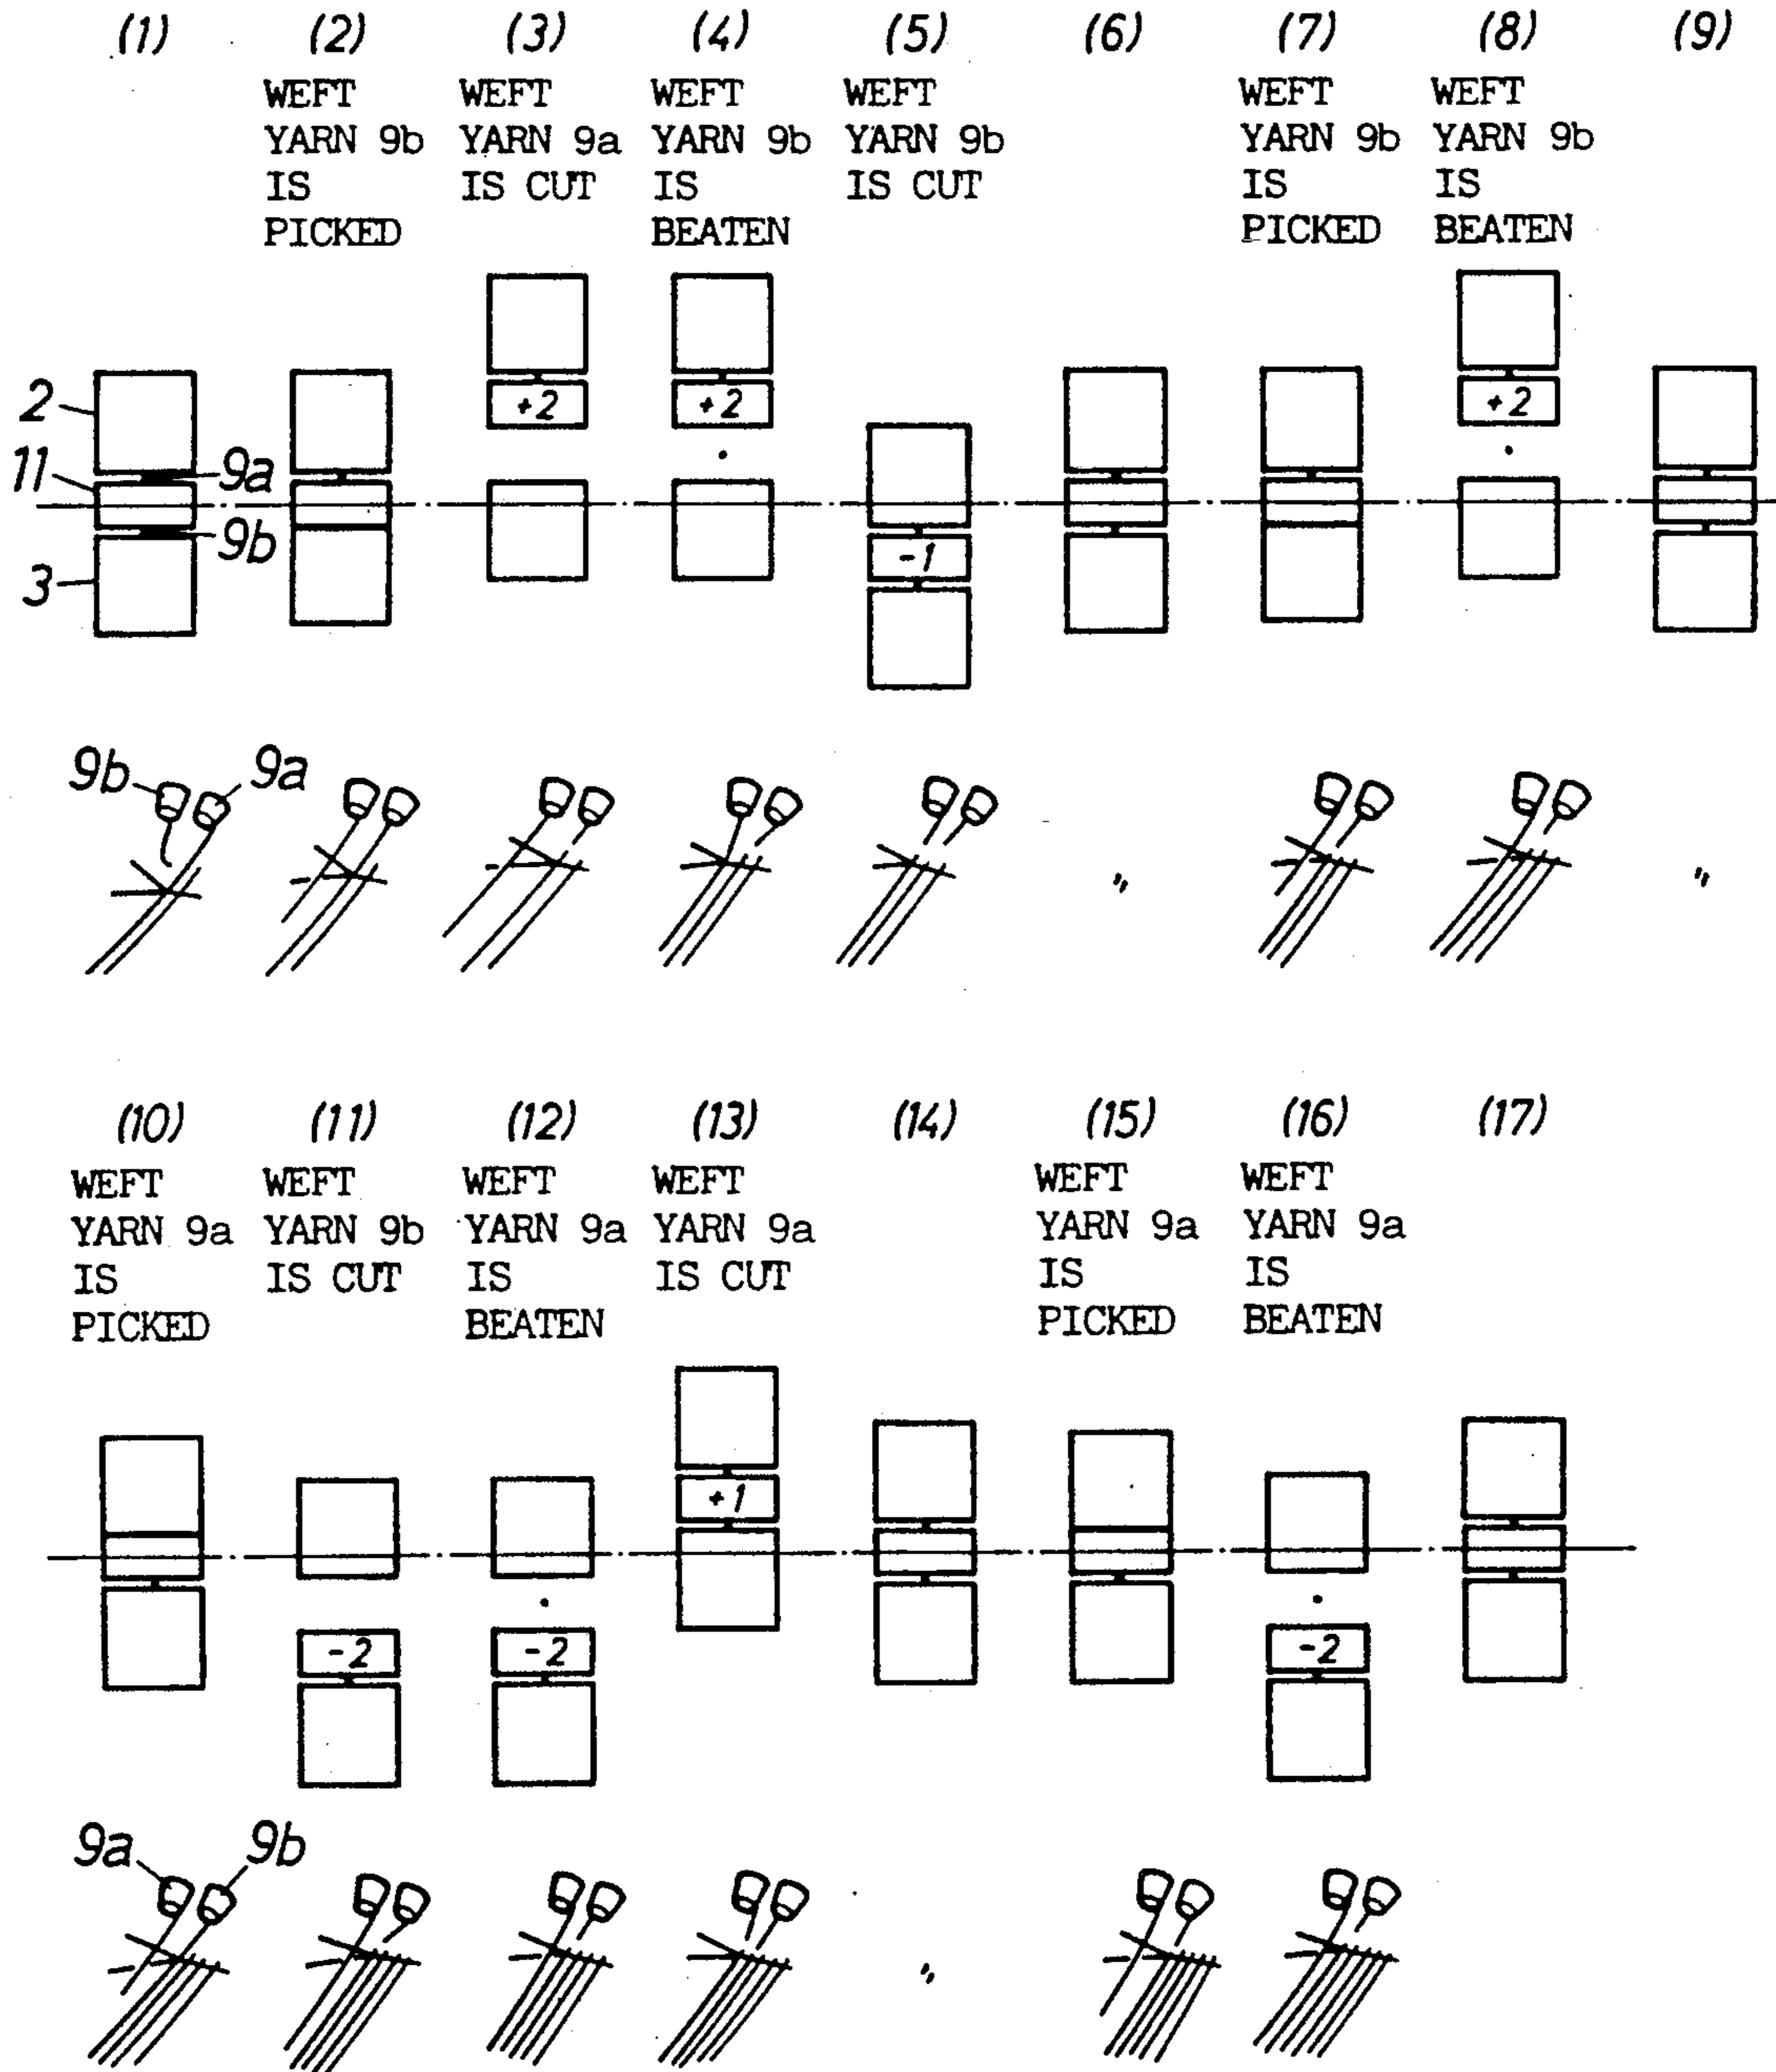 (1) (2) (3) (4) (5) (6) (7) (8) (9)
WEFT WEFT WEFT WEFT WEFT WEFT
YARN 9b YARN 9a YARN 9b YARN 9b YARN 9b YARN 9b
IS IS CUT IS IS CUT IS IS
PICKED BEATEN PICKED BEATEN
+2 +2 +2
2
11 9a
9b
3 -1
9b 9a
" "
(10) (11) (12) (13) (14) (15) (16) (17)
WEFT WEFT WEFT WEFT WEFT WEFT
YARN 9a YARN 9b YARN 9a YARN 9a YARN 9a YARN 9a
IS IS CUT IS IS CUT IS IS
PICKED BEATEN PICKED BEATEN
+1
-2 -2 -2
9a 9b
"